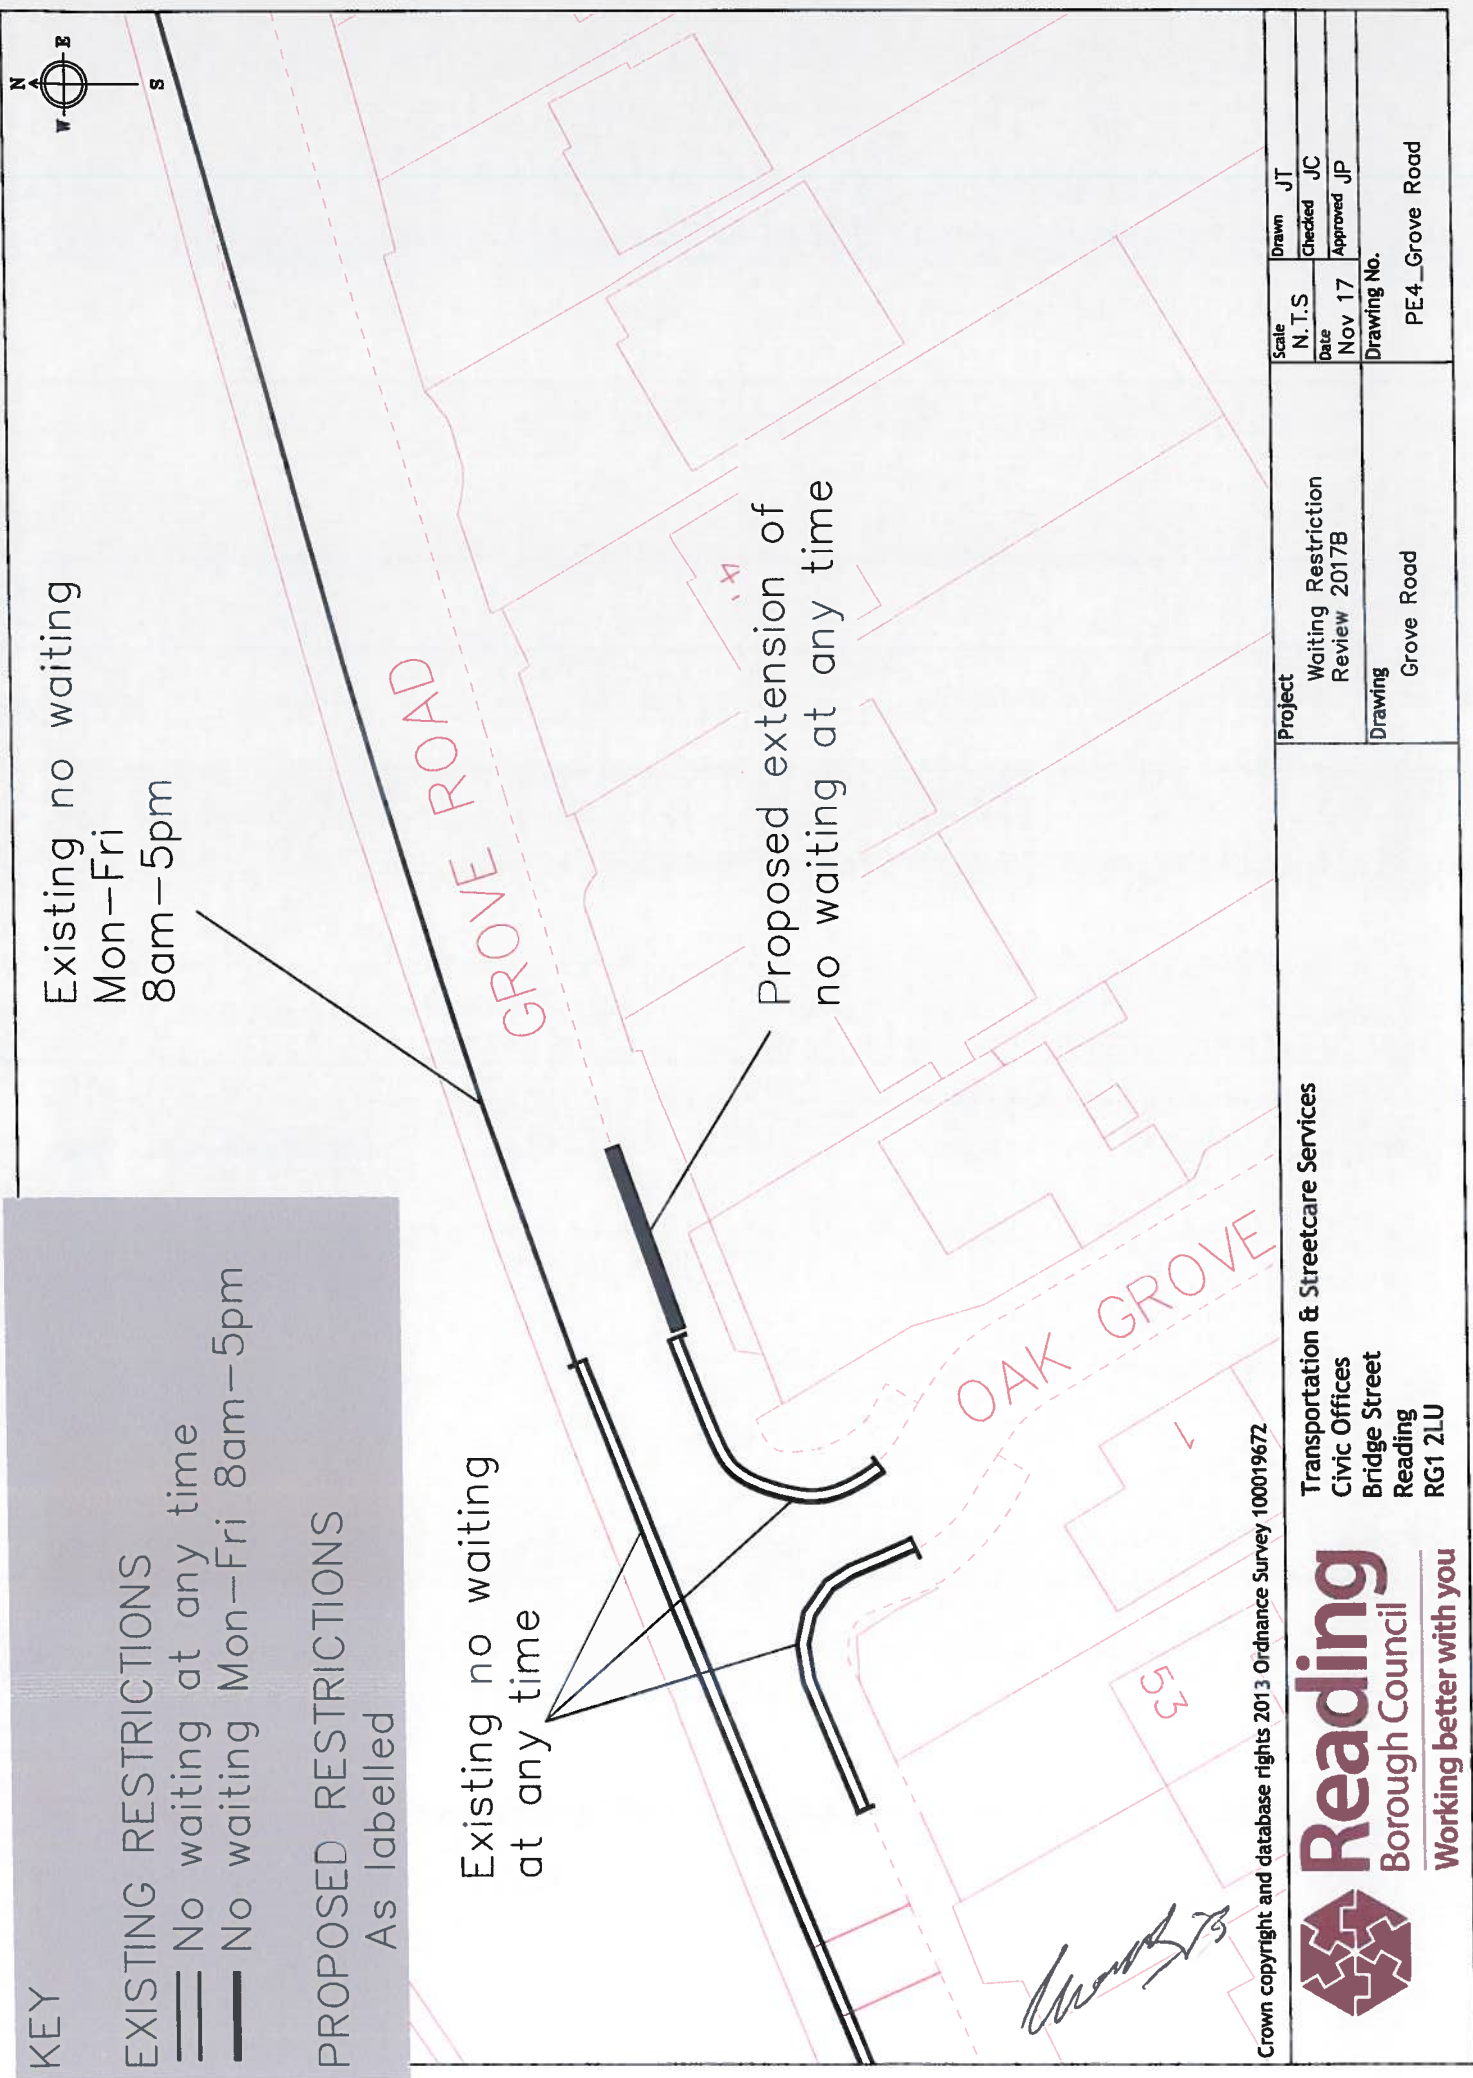 KEY
EXISTING RESTRICTIONS
No waiting at any time
No waiting Mon-Fri 8am-5pm
PROPOSED RESTRICTIONS
As labelled
Existing no waiting
Mon-Fri
8am-5pm
N
W
E
S
GROVE ROAD
Existing no waiting
at any time
Proposed extension of
no waiting at any time
41
OAK GROVE
1
53
Crown copyright and database rights 2013 Ordnance Survey 100019672
Reading
Borough Council
Working better with you
Transportation & Streetcare Services
Civic Offices
Bridge Street
Reading
RG1 2LU
Project
Waiting Restriction
Review 2017B
Drawing
Grove Road
Scale
N.T.S
Date
Nov 17
Drawn JT
Checked JC
Approved JP
Drawing No.
PE4_Grove Road